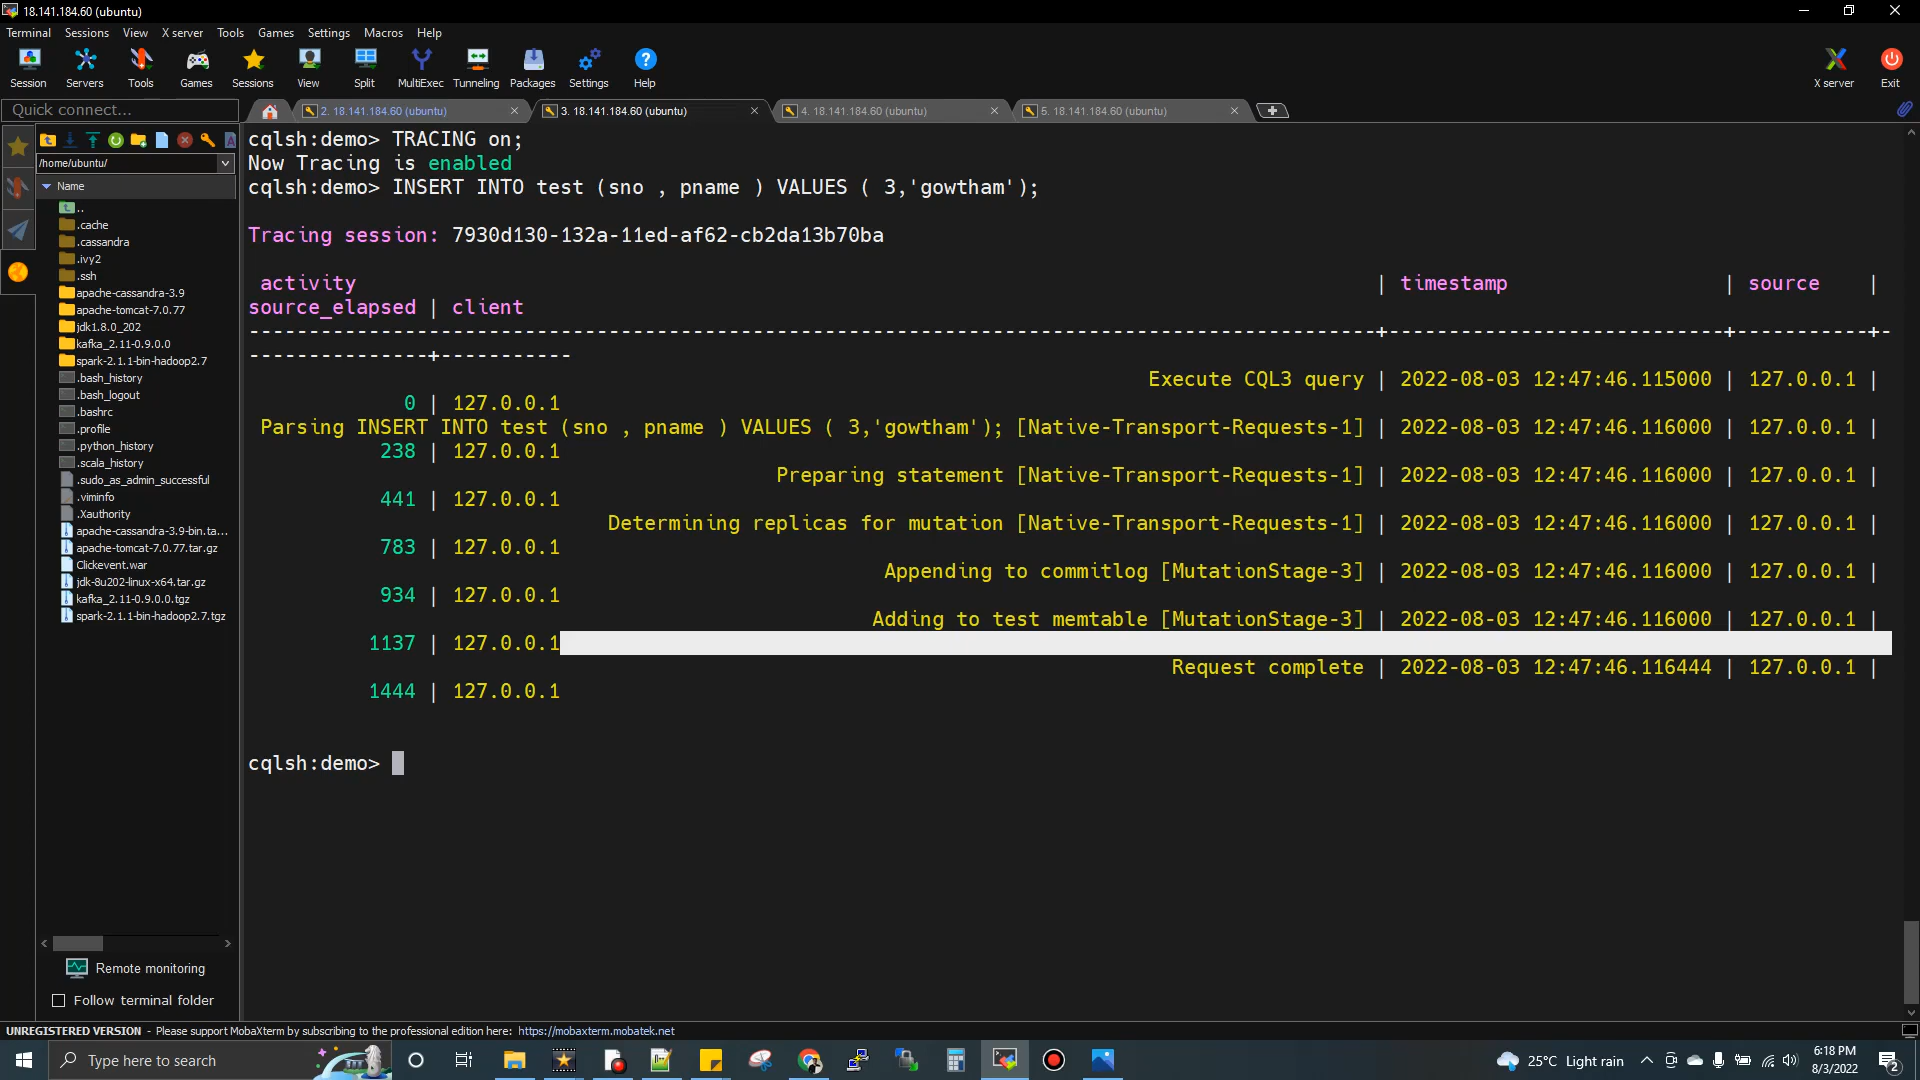 18.141.184.60 (ubuntu)
Terminal Sessions View X server Tools Games Settings Macros Help
Session Servers Tools Games Sessions View Split MultiExec Tunneling Packages Settings Help X server Exit
Quick connect...
2. 18.141.184.60 (ubuntu)
3. 18.141.184.60 (ubuntu)
4. 18.141.184.60 (ubuntu)
5. 18.141.184.60 (ubuntu)
/home/ubuntu/
Name
..
.cache
.cassandra
.ivy2
.ssh
apache-cassandra-3.9
apache-tomcat-7.0.77
jdk1.8.0_202
kafka_2.11-0.9.0.0
spark-2.1.1-bin-hadoop2.7
.bash_history
.bash_logout
.bashrc
.profile
.python_history
.scala_history
.sudo_as_admin_successful
.viminfo
.Xauthority
apache-cassandra-3.9-bin.ta...
apache-tomcat-7.0.77.tar.gz
Clickevent.war
jdk-8u202-linux-x64.tar.gz
kafka_2.11-0.9.0.0.tgz
spark-2.1.1-bin-hadoop2.7.tgz
Remote monitoring
Follow terminal folder
cqlsh:demo> TRACING on;
Now Tracing is enabled
cqlsh:demo> INSERT INTO test (sno , pname ) VALUES ( 3,'gowtham');
Tracing session: 7930d130-132a-11ed-af62-cb2da13b70ba
activity | timestamp | source |
source_elapsed | client
----------------------------------------------------------------------------------------------+----------------------------+-----------+-
---------------+-----------
Execute CQL3 query | 2022-08-03 12:47:46.115000 | 127.0.0.1 |
0 | 127.0.0.1
Parsing INSERT INTO test (sno , pname ) VALUES ( 3,'gowtham'); [Native-Transport-Requests-1] | 2022-08-03 12:47:46.116000 | 127.0.0.1 |
238 | 127.0.0.1
Preparing statement [Native-Transport-Requests-1] | 2022-08-03 12:47:46.116000 | 127.0.0.1 |
441 | 127.0.0.1
Determining replicas for mutation [Native-Transport-Requests-1] | 2022-08-03 12:47:46.116000 | 127.0.0.1 |
783 | 127.0.0.1
Appending to commitlog [MutationStage-3] | 2022-08-03 12:47:46.116000 | 127.0.0.1 |
934 | 127.0.0.1
Adding to test memtable [MutationStage-3] | 2022-08-03 12:47:46.116000 | 127.0.0.1 |
1137 | 127.0.0.1
Request complete | 2022-08-03 12:47:46.116444 | 127.0.0.1 |
1444 | 127.0.0.1
cqlsh:demo>
UNREGISTERED VERSION - Please support MobaXterm by subscribing to the professional edition here: https://mobaxterm.mobatek.net
Type here to search
25°C Light rain
6:18 PM
8/3/2022
2